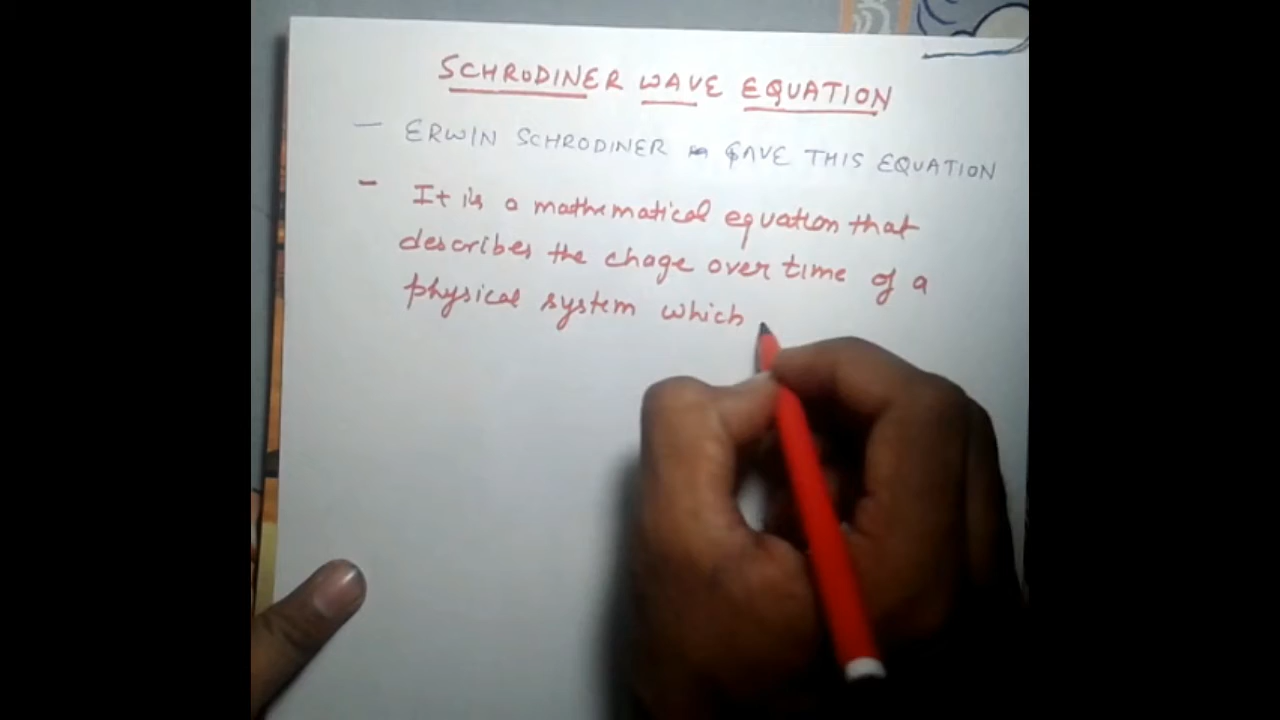 SCHRODINER WAVE EQUATION
- ERWIN SCHRODINER GAVE THIS EQUATION
- It is a mathematical equation that
describes the chage over time of a
physical system which